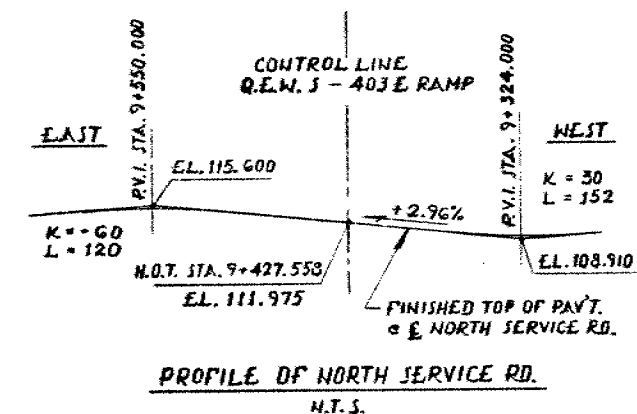 CONTROL LINE
Q.E.W. S - 403 E RAMP
EAST
P.V.I. STA. 9+550.000
EL. 115.600
K = - 60
L = 120
+2.96%
P.V.I. STA. 9+324.000
WEST
K = 30
L = 152
EL. 108.910
H.O.T. STA. 9+427.553
EL. 111.975
FINISHED TOP OF PAV'T.
@ ℄ NORTH SERVICE RD.
PROFILE OF NORTH SERVICE RD.
N.T.S.